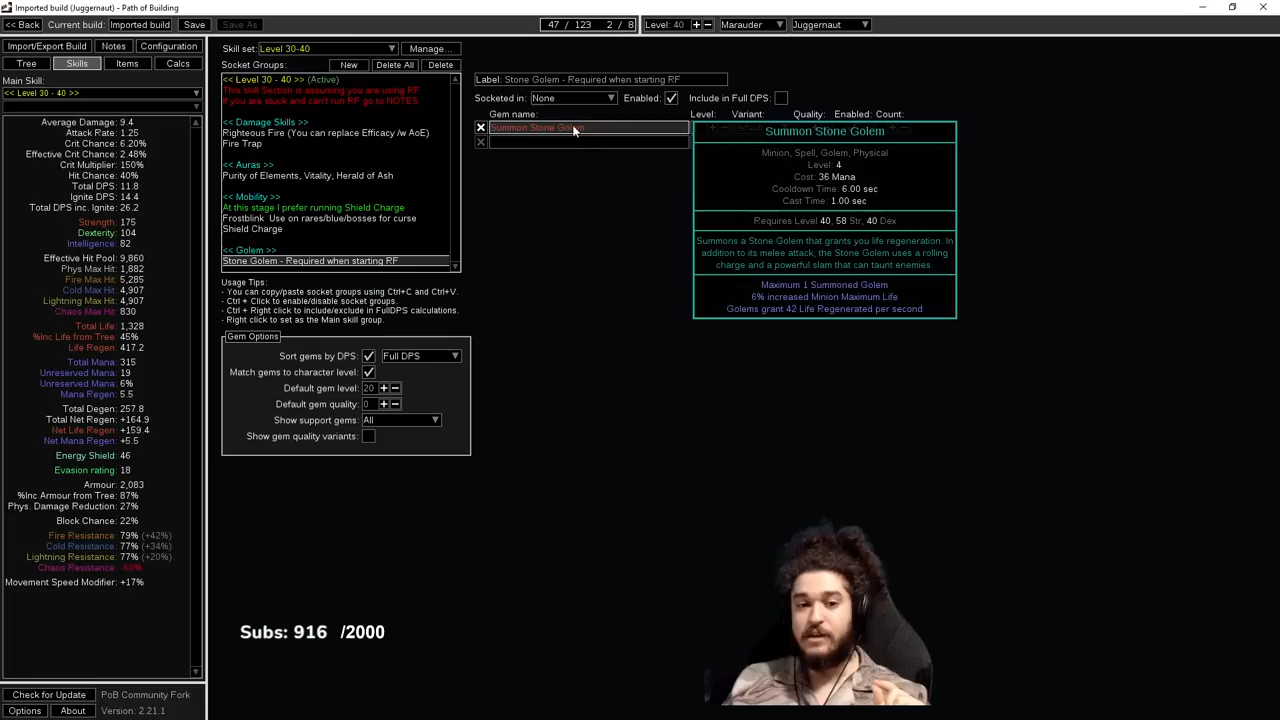 Imported build (Juggernaut) - Path of Building
<< Back
Current build: Imported build
Save
Save As
47 / 123 2 / 8
Level: 40 + −
Marauder
Juggernaut
Import/Export Build
Notes
Configuration
Tree
Skills
Items
Calcs
Main Skill:
<< Level 30 - 40 >>
Average Damage: 9.4
Attack Rate: 1.25
Crit Chance: 6.20%
Effective Crit Chance: 2.48%
Crit Multiplier: 150%
Hit Chance: 40%
Total DPS: 11.8
Ignite DPS: 14.4
Total DPS inc. Ignite: 26.2
Strength: 175
Dexterity: 104
Intelligence: 82
Effective Hit Pool: 9,860
Phys Max Hit: 1,882
Fire Max Hit: 5,285
Cold Max Hit: 4,907
Lightning Max Hit: 4,907
Chaos Max Hit: 830
Total Life: 1,328
%Inc Life from Tree: 45%
Life Regen: 417.2
Total Mana: 315
Unreserved Mana: 19
Unreserved Mana: 6%
Mana Regen: 5.5
Total Degen: 257.8
Total Net Regen: +164.9
Net Life Regen: +159.4
Net Mana Regen: +5.5
Energy Shield: 46
Evasion rating: 18
Armour: 2,083
%Inc Armour from Tree: 87%
Phys. Damage Reduction: 27%
Block Chance: 22%
Fire Resistance: 79% (+42%)
Cold Resistance: 77% (+34%)
Lightning Resistance: 77% (+20%)
Chaos Resistance: -60%
Movement Speed Modifier: +17%
Check for Update
PoB Community Fork
Options
About
Version: 2.21.1
Skill set: Level 30-40
Manage...
Socket Groups:
New
Delete All
Delete
<< Level 30 - 40 >> (Active)
This skill Section is assuming you are using RF
If you are stuck and can't run RF go to NOTES
<< Damage Skills >>
Righteous Fire (You can replace Efficacy /w AoE)
Fire Trap
<< Auras >>
Purity of Elements, Vitality, Herald of Ash
<< Mobility >>
At this stage I prefer running Shield Charge
Frostblink Use on rares/blue/bosses for curse
Shield Charge
<< Golem >>
Stone Golem - Required when starting RF
Usage Tips:
- You can copy/paste socket groups using Ctrl+C and Ctrl+V.
- Ctrl + Click to enable/disable socket groups.
- Ctrl + Right click to include/exclude in FullDPS calculations.
- Right click to set as the Main skill group.
Gem Options
Sort gems by DPS:
Full DPS
Match gems to character level:
Default gem level: 20 + −
Default gem quality: 0 + −
Show support gems: All
Show gem quality variants:
Label: Stone Golem - Required when starting RF
Socketed in: None
Enabled:
Include in Full DPS:
Gem name:
Level:
Variant:
Quality:
Enabled:
Count:
Summon Stone Golem
Summon Stone Golem
Minion, Spell, Golem, Physical
Level: 4
Cost: 36 Mana
Cooldown Time: 6.00 sec
Cast Time: 1.00 sec
Requires Level 40, 58 Str, 40 Dex
Summons a Stone Golem that grants you life regeneration. In
addition to its melee attack, the Stone Golem uses a rolling
charge and a powerful slam that can taunt enemies.
Maximum 1 Summoned Golem
6% increased Minion Maximum Life
Golems grant 42 Life Regenerated per second
Subs: 916 /2000